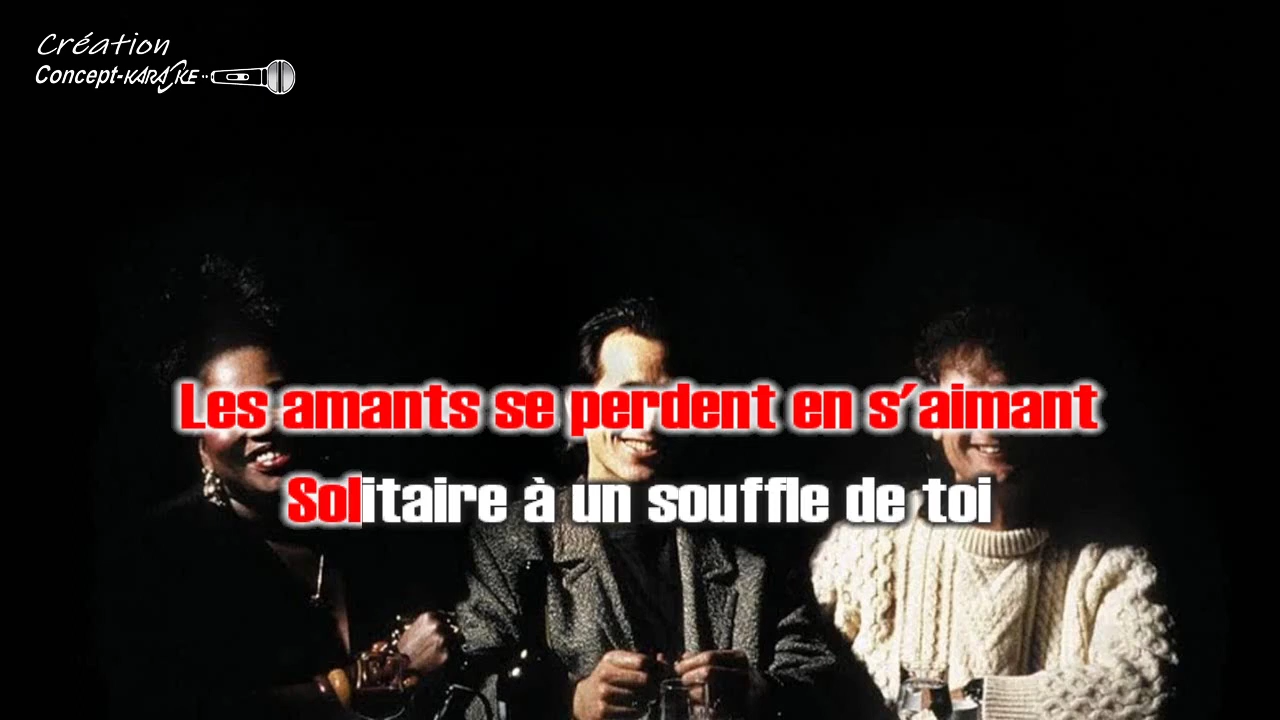 Création
Concept-KARAOKE
Les amants se perdent en s'aimant
Solitaire à un souffle de toi